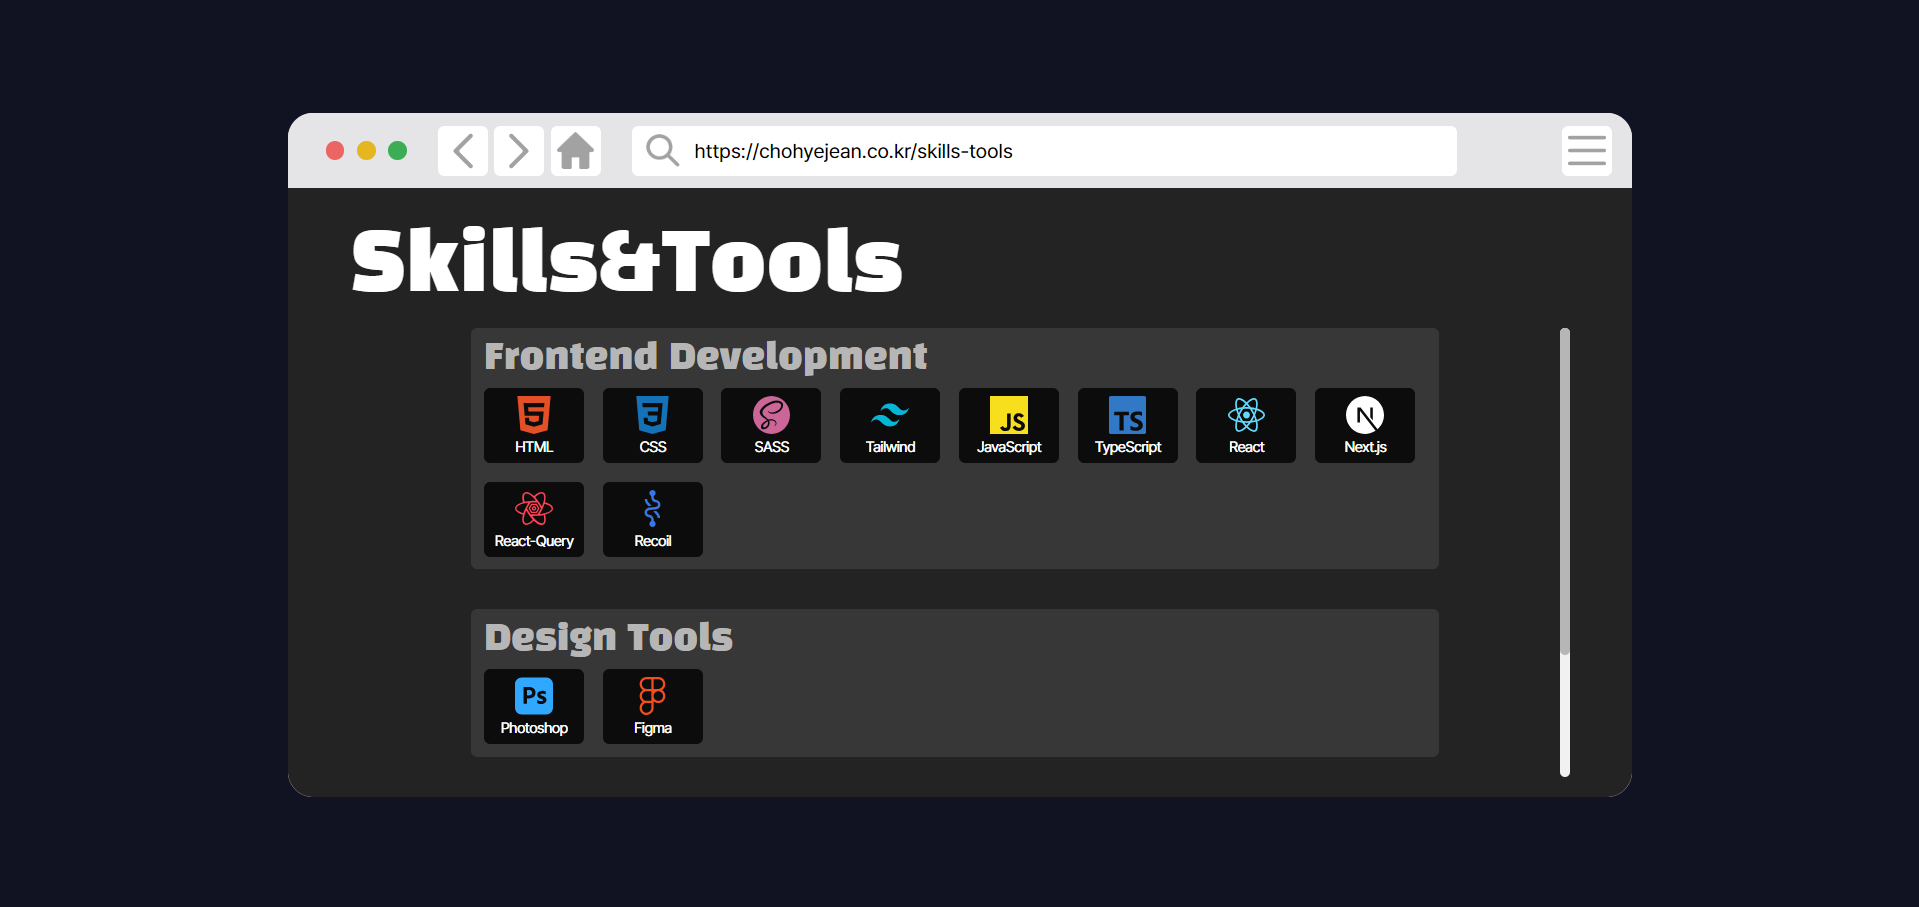 https://chohyejean.co.kr/skills-tools
Skills&Tools
Frontend Development
HTML CSS SASS Tailwind JS JavaScript TS TypeScript React N Next.js
React-Query Recoil
Design Tools
Ps Photoshop Figma